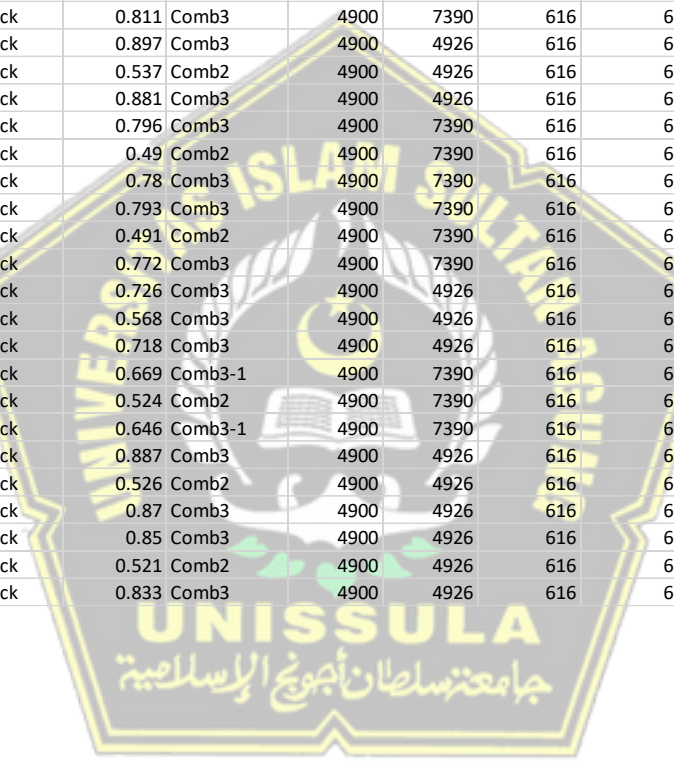 ck 0.811 Comb3 4900 7390 616 6
ck 0.897 Comb3 4900 4926 616 6
ck 0.537 Comb2 4900 4926 616 6
ck 0.881 Comb3 4900 4926 616 6
ck 0.796 Comb3 4900 7390 616 6
ck 0.49 Comb2 4900 7390 616 6
ck 0.78 Comb3 4900 7390 616 6
ck 0.793 Comb3 4900 7390 616 6
ck 0.491 Comb2 4900 7390 616 6
ck 0.772 Comb3 4900 7390 616 6
ck 0.726 Comb3 4900 4926 616 6
ck 0.568 Comb3 4900 4926 616 6
ck 0.718 Comb3 4900 4926 616 6
ck 0.669 Comb3-1 4900 7390 616 6
ck 0.524 Comb2 4900 7390 616 6
ck 0.646 Comb3-1 4900 7390 616 6
ck 0.887 Comb3 4900 4926 616 6
ck 0.526 Comb2 4900 4926 616 6
ck 0.87 Comb3 4900 4926 616 6
ck 0.85 Comb3 4900 4926 616 6
ck 0.521 Comb2 4900 4926 616 6
ck 0.833 Comb3 4900 4926 616 6
UNIVERSITAS ISLAM SULTAN AGUNG
UNISSULA
جامعة سلطان أجونج الإسلامية